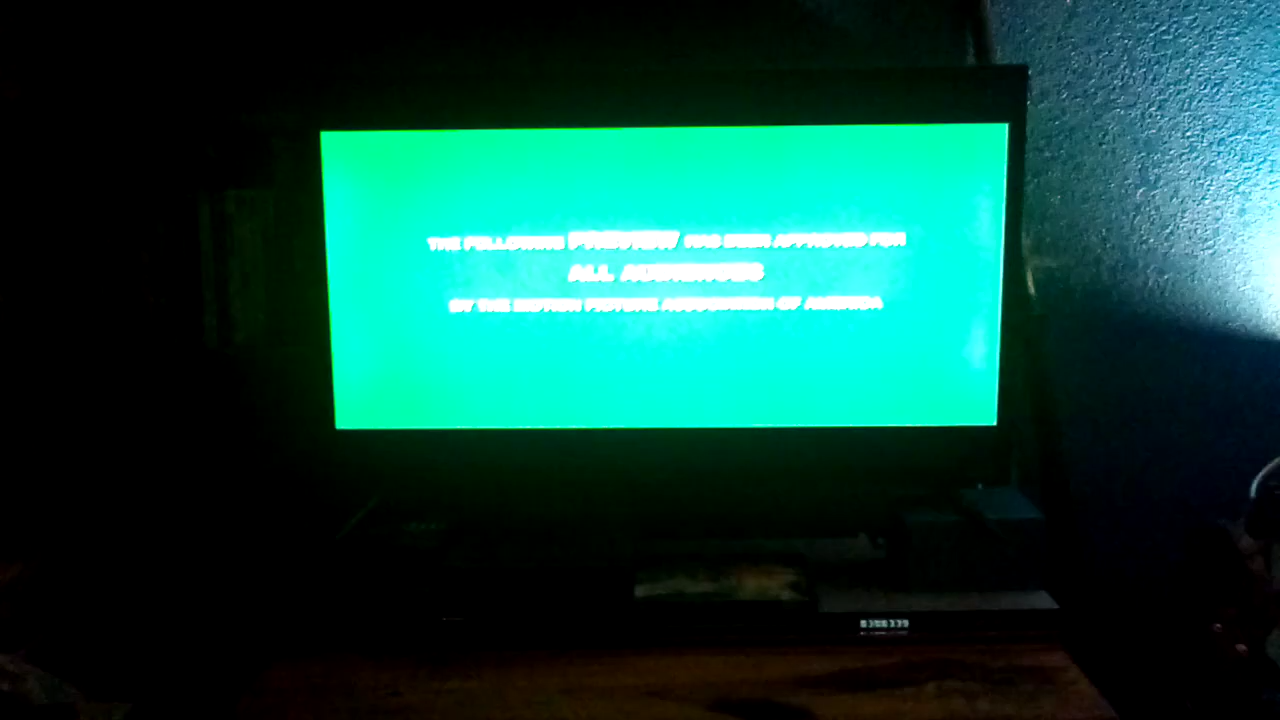 THE FOLLOWING PREVIEW HAS BEEN APPROVED FOR
ALL AUDIENCES
BY THE MOTION PICTURE ASSOCIATION OF AMERICA